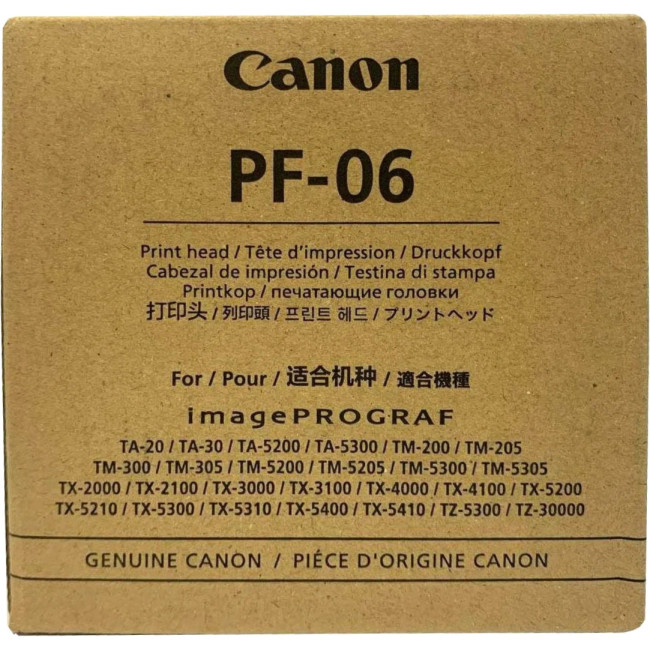 Canon
PF-06
Print head / Tête d'impression / Druckkopf
Cabezal de impresión / Testina di stampa
Printkop / печатающие головки
打印头 / 列印頭 / 프린트 헤드 / プリントヘッド
For / Pour / 适合机种 / 適合機種
imagePROGRAF
TA-20 / TA-30 / TA-5200 / TA-5300 / TM-200 / TM-205
TM-300 / TM-305 / TM-5200 / TM-5205 / TM-5300 / TM-5305
TX-2000 / TX-2100 / TX-3000 / TX-3100 / TX-4000 / TX-4100 / TX-5200
TX-5210 / TX-5300 / TX-5310 / TX-5400 / TX-5410 / TZ-5300 / TZ-30000
GENUINE CANON / PIÉCE D'ORIGINE CANON